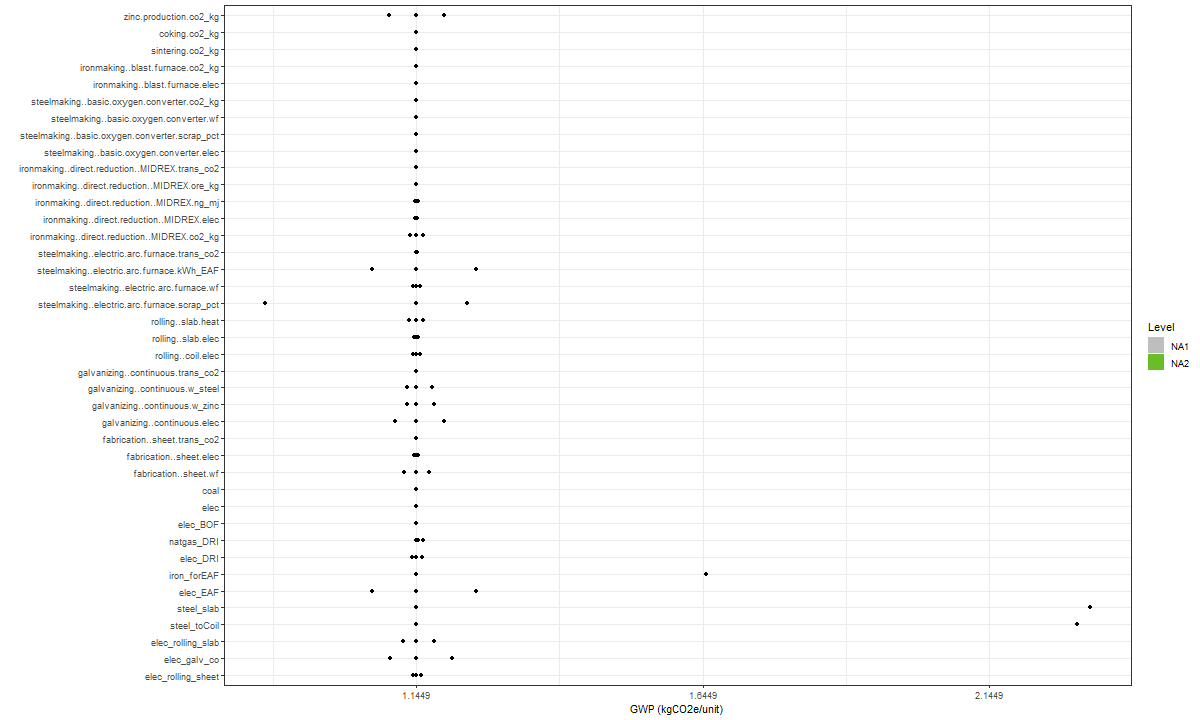 zinc.production.co2_kg
coking.co2_kg
sintering.co2_kg
ironmaking..blast.furnace.co2_kg
ironmaking..blast.furnace.elec
steelmaking..basic.oxygen.converter.co2_kg
steelmaking..basic.oxygen.converter.wf
steelmaking..basic.oxygen.converter.scrap_pct
steelmaking..basic.oxygen.converter.elec
ironmaking..direct.reduction..MIDREX.trans_co2
ironmaking..direct.reduction..MIDREX.ore_kg
ironmaking..direct.reduction..MIDREX.ng_mj
ironmaking..direct.reduction..MIDREX.elec
ironmaking..direct.reduction..MIDREX.co2_kg
steelmaking..electric.arc.furnace.trans_co2
steelmaking..electric.arc.furnace.kWh_EAF
steelmaking..electric.arc.furnace.wf
steelmaking..electric.arc.furnace.scrap_pct
rolling..slab.heat
rolling..slab.elec
rolling..coil.elec
galvanizing..continuous.trans_co2
galvanizing..continuous.w_steel
galvanizing..continuous.w_zinc
galvanizing..continuous.elec
fabrication..sheet.trans_co2
fabrication..sheet.elec
fabrication..sheet.wf
coal
elec
elec_BOF
natgas_DRI
elec_DRI
iron_forEAF
elec_EAF
steel_slab
steel_toCoil
elec_rolling_slab
elec_galv_co
elec_rolling_sheet
1.1449 1.6449 2.1449
GWP (kgCO2e/unit)
Level
NA1
NA2